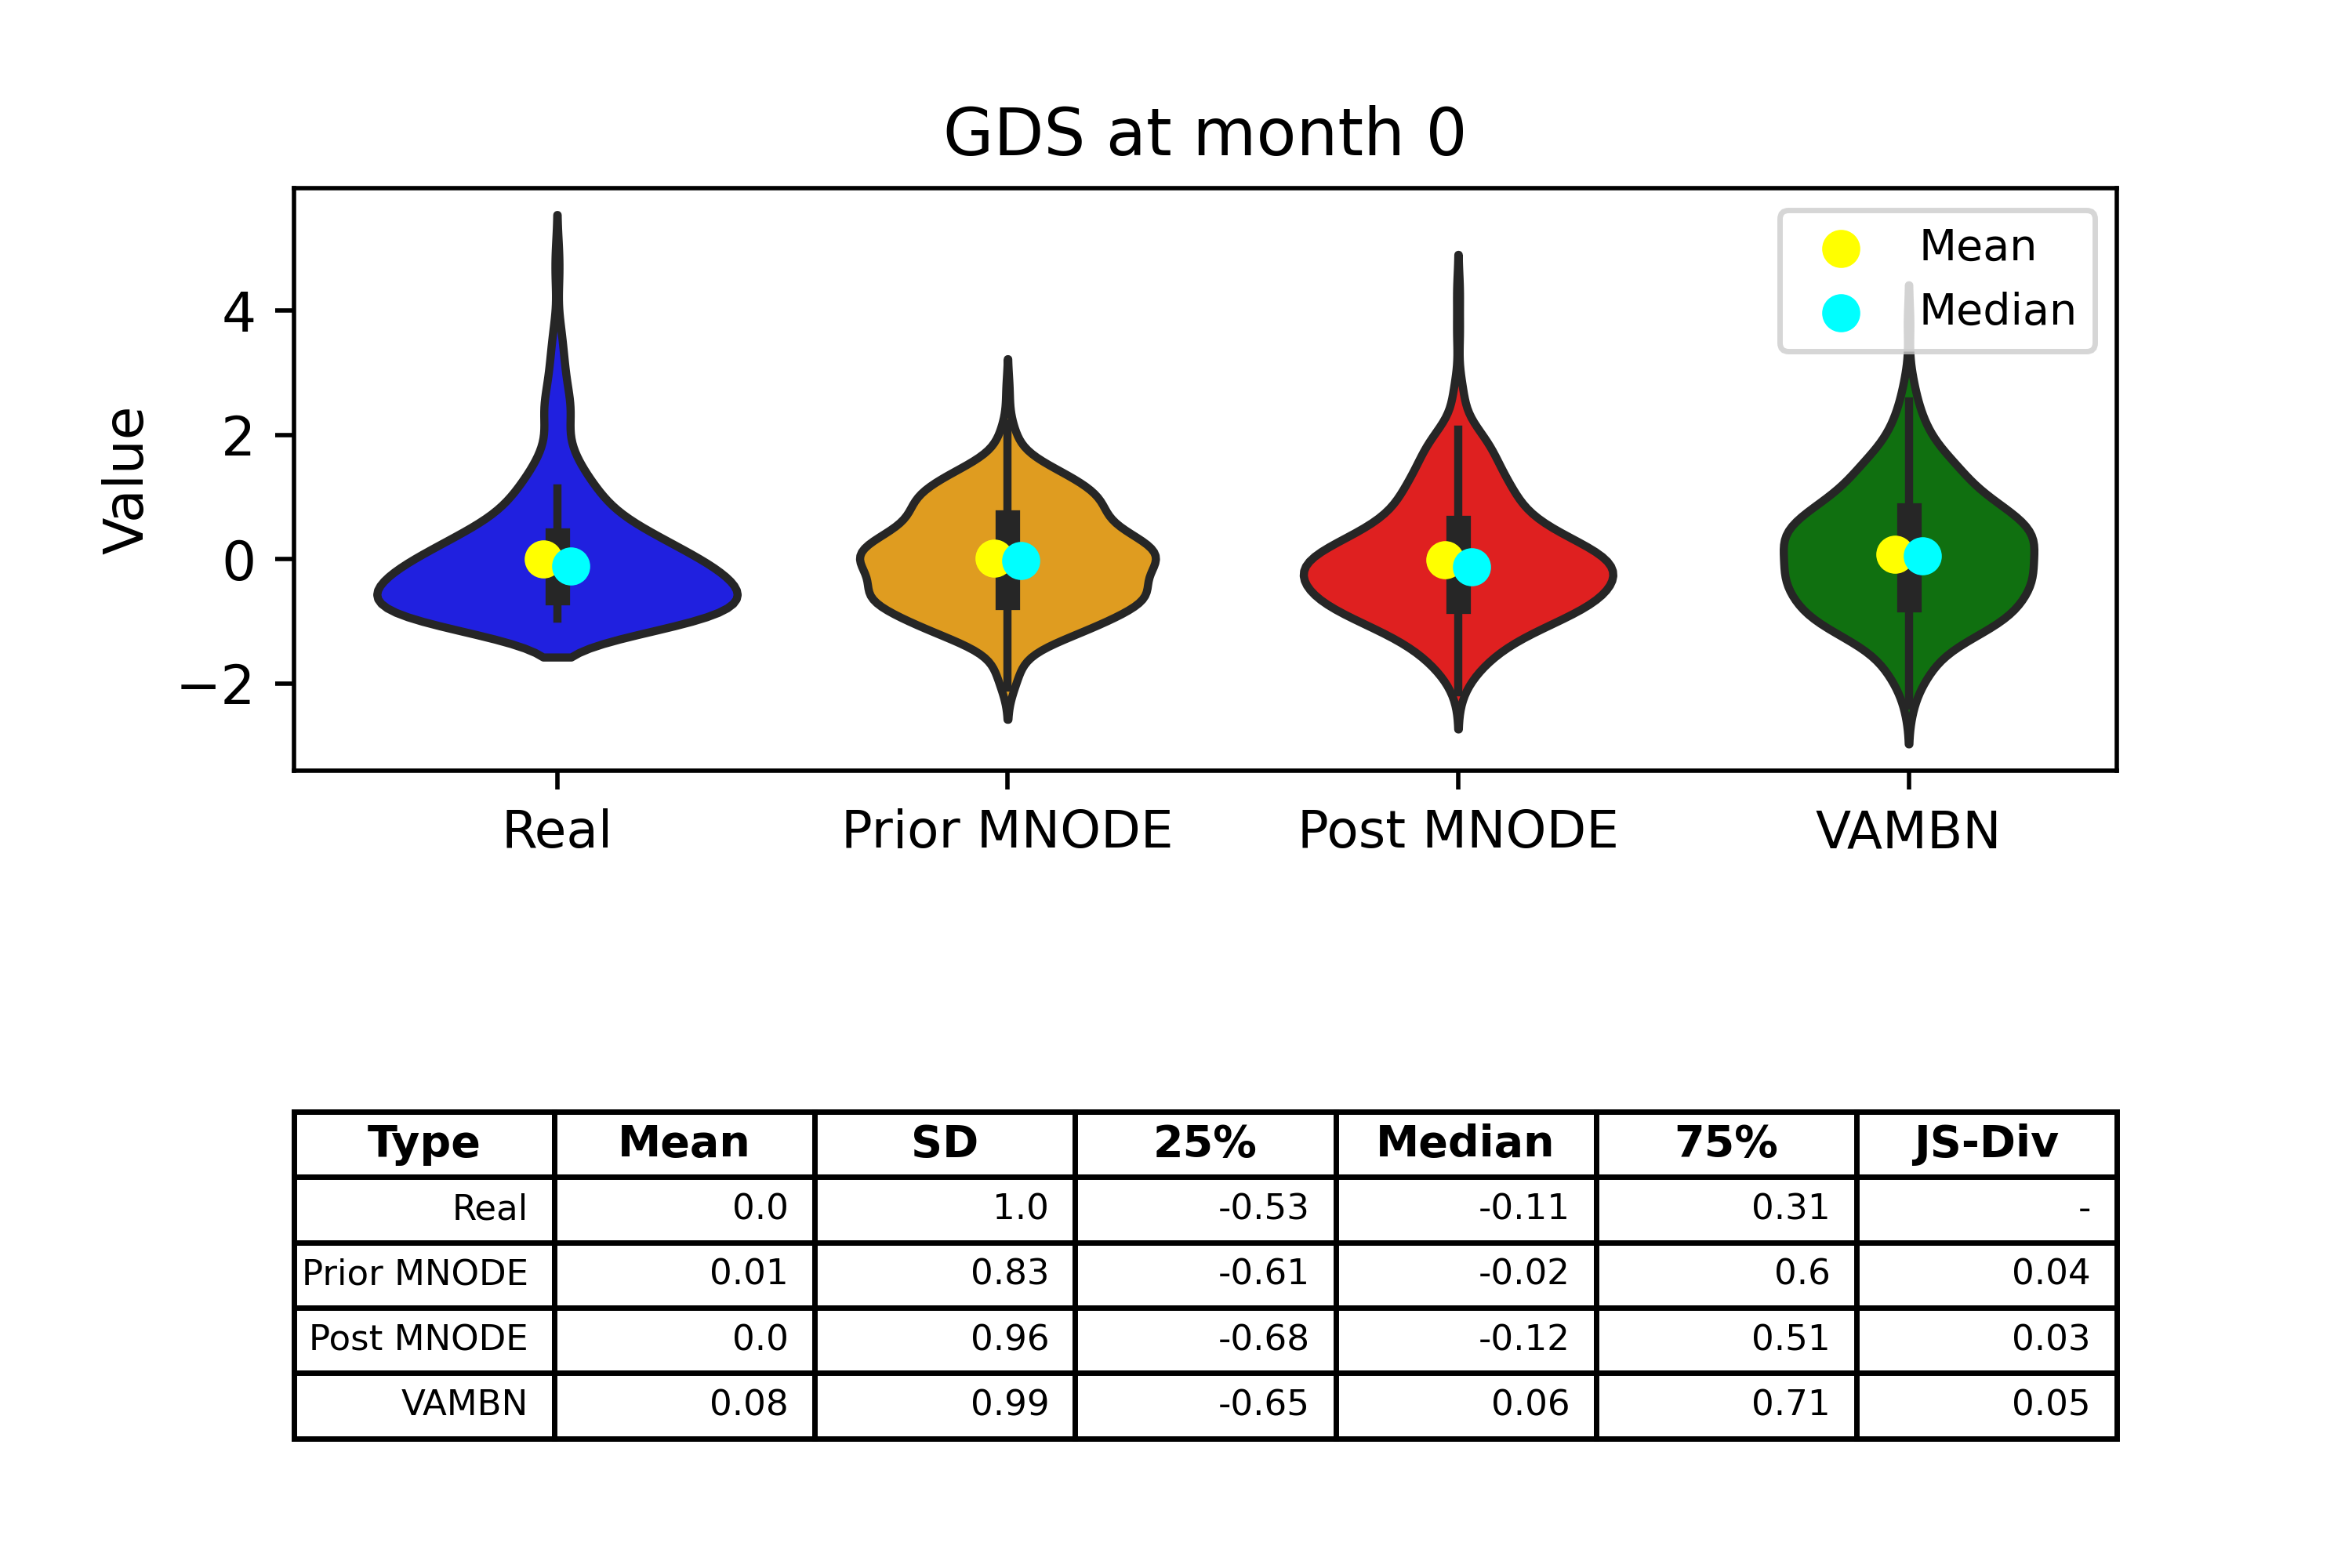 GDS at month 0
Value
4
2
0
−2
Mean
Median
Real Prior MNODE Post MNODE VAMBN
Type Mean SD 25% Median 75% JS-Div
Real 0.0 1.0 -0.53 -0.11 0.31 -
Prior MNODE 0.01 0.83 -0.61 -0.02 0.6 0.04
Post MNODE 0.0 0.96 -0.68 -0.12 0.51 0.03
VAMBN 0.08 0.99 -0.65 0.06 0.71 0.05